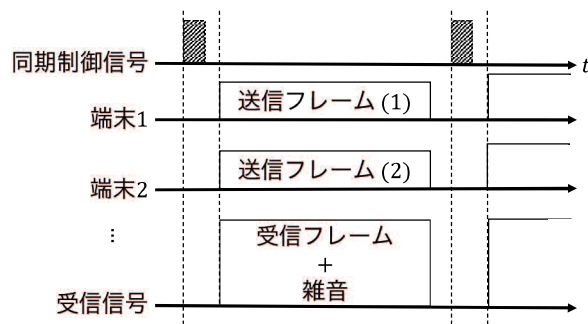 同期制御信号
t
端末1
送信フレーム (1)
端末2
送信フレーム (2)
⋮
受信信号
受信フレーム
+
雑音